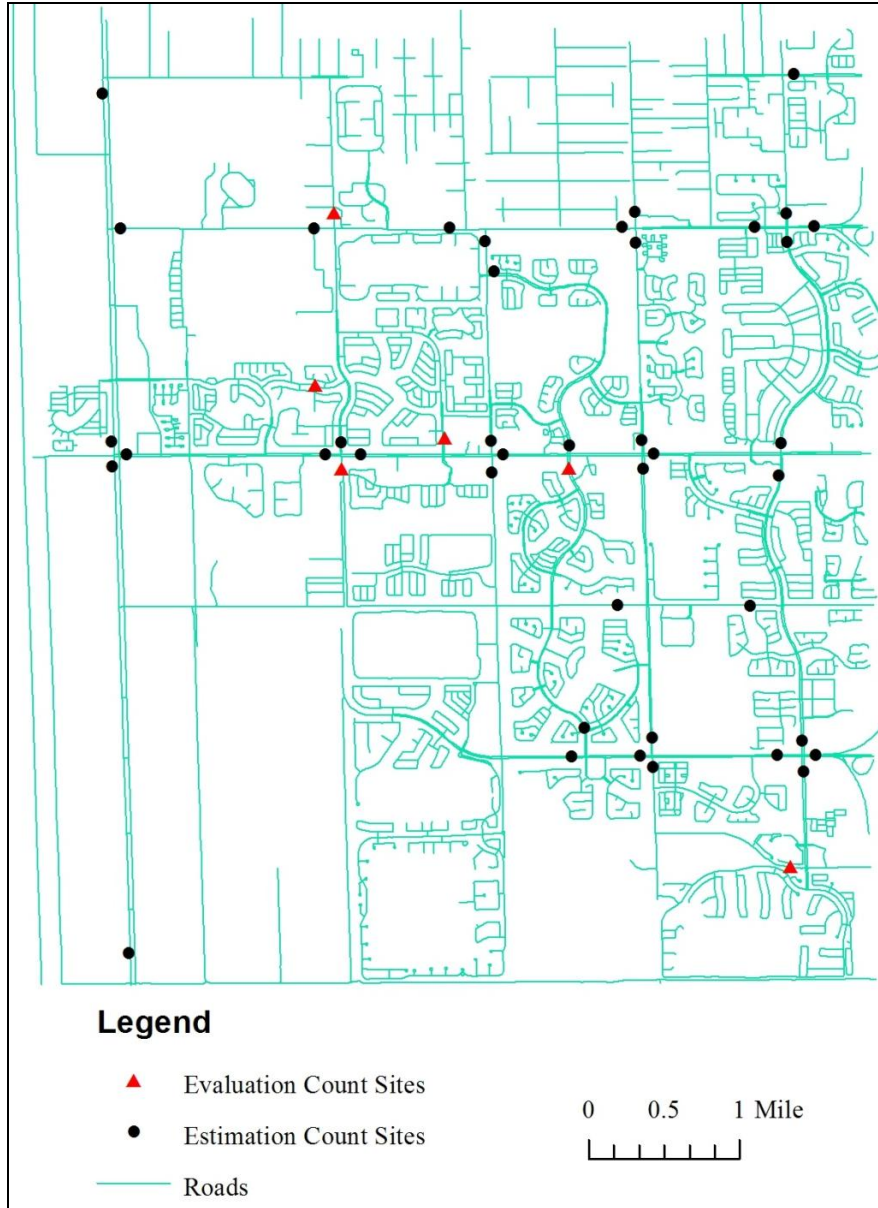 Legend
Evaluation Count Sites
Estimation Count Sites
Roads
0 0.5 1 Mile